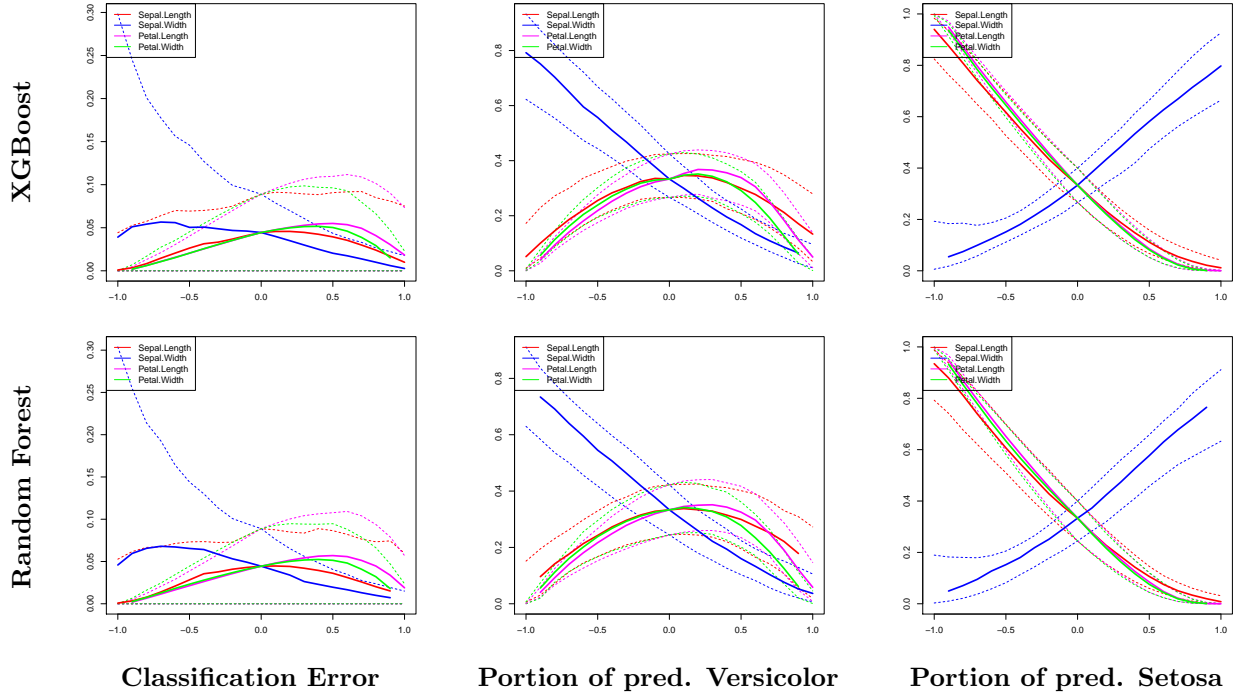 XGBoost
0.00 0.05 0.10 0.15 0.20 0.25 0.30
Sepal.Length
Sepal.Width
Petal.Length
Petal.Width
−1.0 −0.5 0.0 0.5 1.0
0.0 0.2 0.4 0.6 0.8
Sepal.Length
Sepal.Width
Petal.Length
Petal.Width
−1.0 −0.5 0.0 0.5 1.0
0.0 0.2 0.4 0.6 0.8 1.0
Sepal.Length
Sepal.Width
Petal.Length
Petal.Width
−1.0 −0.5 0.0 0.5 1.0
Random Forest
0.00 0.05 0.10 0.15 0.20 0.25 0.30
Sepal.Length
Sepal.Width
Petal.Length
Petal.Width
−1.0 −0.5 0.0 0.5 1.0
0.0 0.2 0.4 0.6 0.8
Sepal.Length
Sepal.Width
Petal.Length
Petal.Width
−1.0 −0.5 0.0 0.5 1.0
0.0 0.2 0.4 0.6 0.8 1.0
Sepal.Length
Sepal.Width
Petal.Length
Petal.Width
−1.0 −0.5 0.0 0.5 1.0
Classification Error
Portion of pred. Versicolor
Portion of pred. Setosa